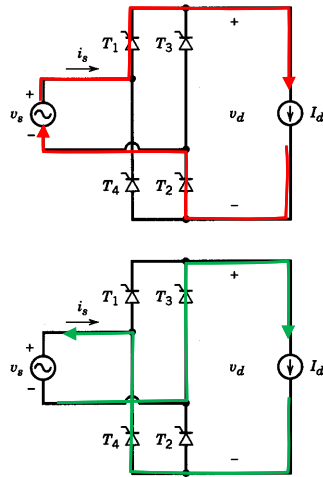 T1 T3
is
+
vs vd Id
−
T4 T2
+
−
T1 T3
is
+
+
vs vd Id
−
T4 T2
−